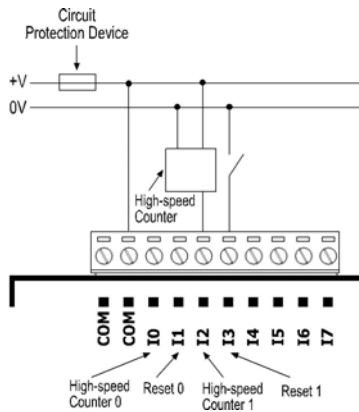 Circuit
Protection Device
+V
0V
High-speed
Counter
COM COM I0 I1 I2 I3 I4 I5 I6 I7
High-speed
Counter 0
Reset 0
High-speed
Counter 1
Reset 1